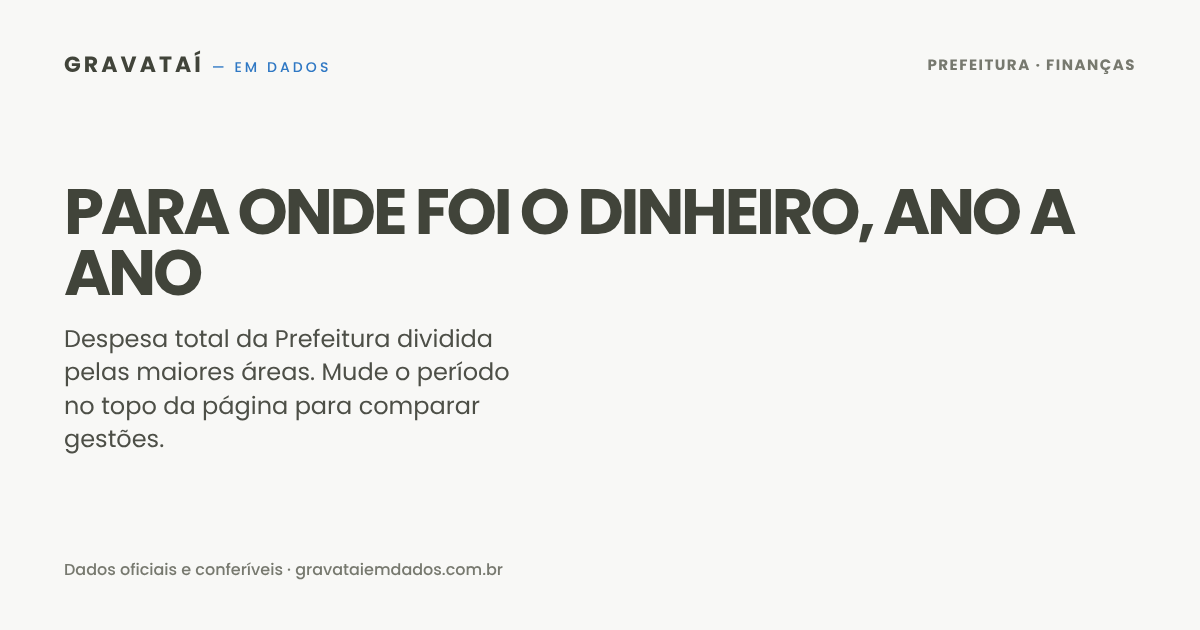 GRAVATAÍ — EM DADOS
PREFEITURA · FINANÇAS
PARA ONDE FOI O DINHEIRO, ANO A
ANO
Despesa total da Prefeitura dividida
pelas maiores áreas. Mude o período
no topo da página para comparar
gestões.
Dados oficiais e conferíveis · gravataiemdados.com.br